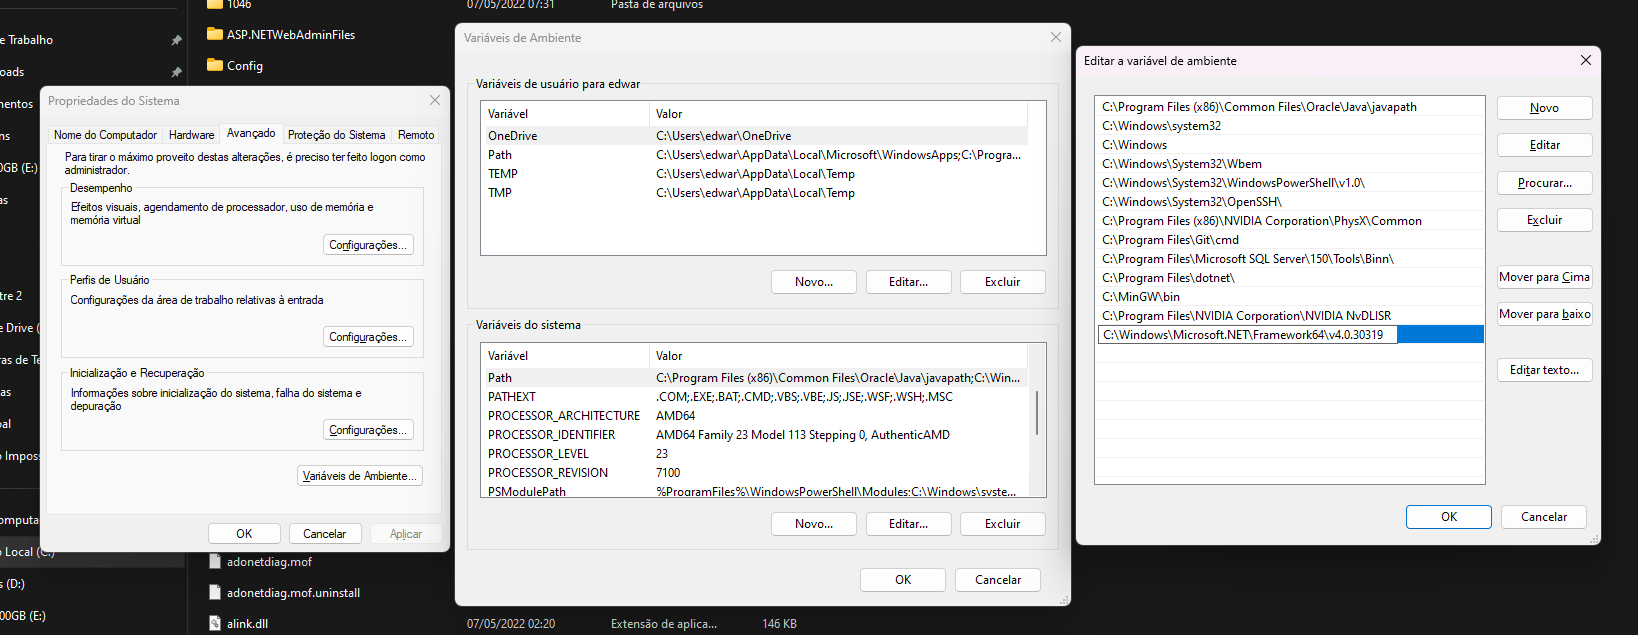 1046
07/05/2022 07:31
Pasta de arquivos
ASP.NETWebAdminFiles
Config
e Trabalho
oads
mentos
ns
00GB (E:)
as
tre 2
e Drive (
ras de Te
as
oal
o Imposs
omputa
o Local (C:)
s (D:)
00GB (E:)
Propriedades do Sistema
Nome do Computador
Hardware
Avançado
Proteção do Sistema
Remoto
Para tirar o máximo proveito destas alterações, é preciso ter feito logon como
administrador.
Desempenho
Efeitos visuais, agendamento de processador, uso de memória e
memória virtual
Configurações...
Perfis de Usuário
Configurações da área de trabalho relativas à entrada
Configurações...
Inicialização e Recuperação
Informações sobre inicialização do sistema, falha do sistema e
depuração
Configurações...
Variáveis de Ambiente...
OK
Cancelar
Aplicar
adonetdiag.mof
adonetdiag.mof.uninstall
alink.dll
07/05/2022 02:20
Extensão de aplica...
146 KB
Variáveis de Ambiente
Variáveis de usuário para edwar
Variável Valor
OneDrive C:\Users\edwar\OneDrive
Path C:\Users\edwar\AppData\Local\Microsoft\WindowsApps;C:\Progra...
TEMP C:\Users\edwar\AppData\Local\Temp
TMP C:\Users\edwar\AppData\Local\Temp
Novo...
Editar...
Excluir
Variáveis do sistema
Variável Valor
Path C:\Program Files (x86)\Common Files\Oracle\Java\javapath;C:\Win...
PATHEXT .COM;.EXE;.BAT;.CMD;.VBS;.VBE;.JS;.JSE;.WSF;.WSH;.MSC
PROCESSOR_ARCHITECTURE AMD64
PROCESSOR_IDENTIFIER AMD64 Family 23 Model 113 Stepping 0, AuthenticAMD
PROCESSOR_LEVEL 23
PROCESSOR_REVISION 7100
PSModulePath %ProgramFiles%\WindowsPowerShell\Modules;C:\Windows\syste...
Novo...
Editar...
Excluir
OK
Cancelar
Editar a variável de ambiente
C:\Program Files (x86)\Common Files\Oracle\Java\javapath
C:\Windows\system32
C:\Windows
C:\Windows\System32\Wbem
C:\Windows\System32\WindowsPowerShell\v1.0\
C:\Windows\System32\OpenSSH\
C:\Program Files (x86)\NVIDIA Corporation\PhysX\Common
C:\Program Files\Git\cmd
C:\Program Files\Microsoft SQL Server\150\Tools\Binn\
C:\Program Files\dotnet\
C:\MinGW\bin
C:\Program Files\NVIDIA Corporation\NVIDIA NvDLISR
C:\Windows\Microsoft.NET\Framework64\v4.0.30319
Novo
Editar
Procurar...
Excluir
Mover para Cima
Mover para baixo
Editar texto...
OK
Cancelar